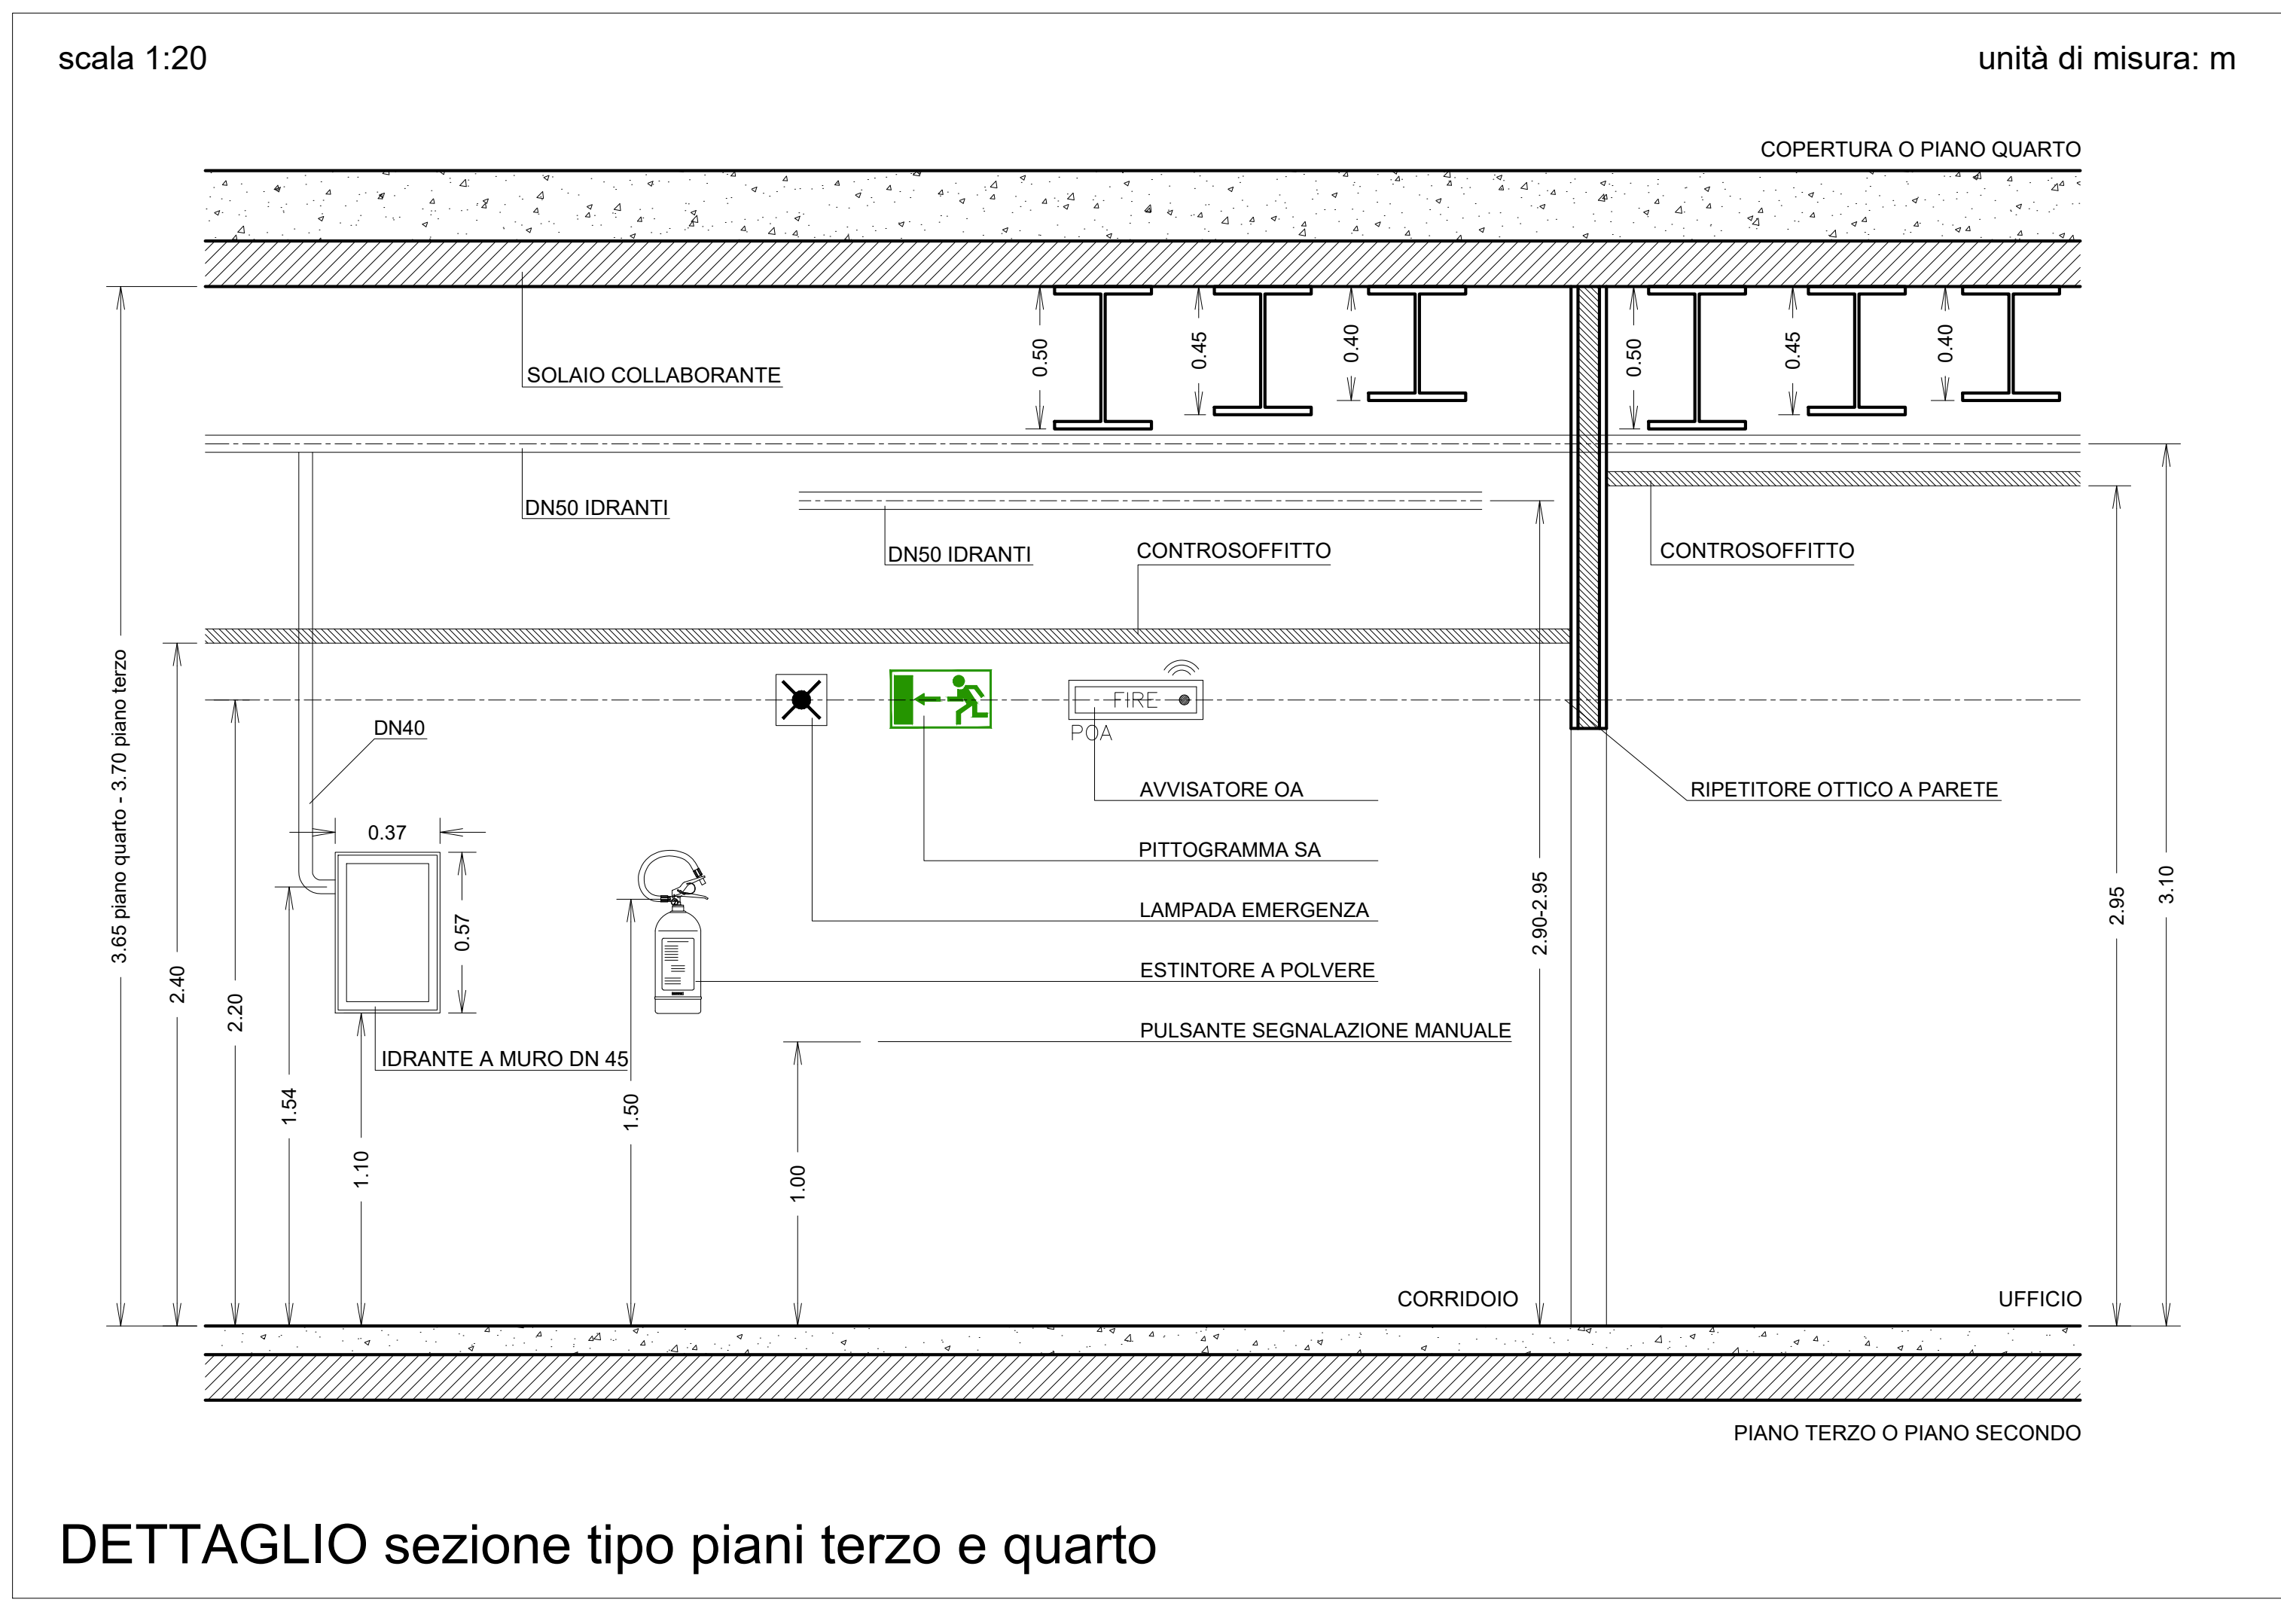 scala 1:20
unità di misura: m
COPERTURA O PIANO QUARTO
0.50
0.45
0.40
0.50
0.45
0.40
SOLAIO COLLABORANTE
DN50 IDRANTI
DN50 IDRANTI
CONTROSOFFITTO
CONTROSOFFITTO
FIRE
POA
DN40
AVVISATORE OA
RIPETITORE OTTICO A PARETE
0.37
PITTOGRAMMA SA
3.65 piano quarto - 3.70 piano terzo
2.40
2.20
0.57
LAMPADA EMERGENZA
2.90-2.95
2.95
3.10
ESTINTORE A POLVERE
PULSANTE SEGNALAZIONE MANUALE
IDRANTE A MURO DN 45
1.54
1.10
1.50
1.00
CORRIDOIO
UFFICIO
PIANO TERZO O PIANO SECONDO
DETTAGLIO sezione tipo piani terzo e quarto